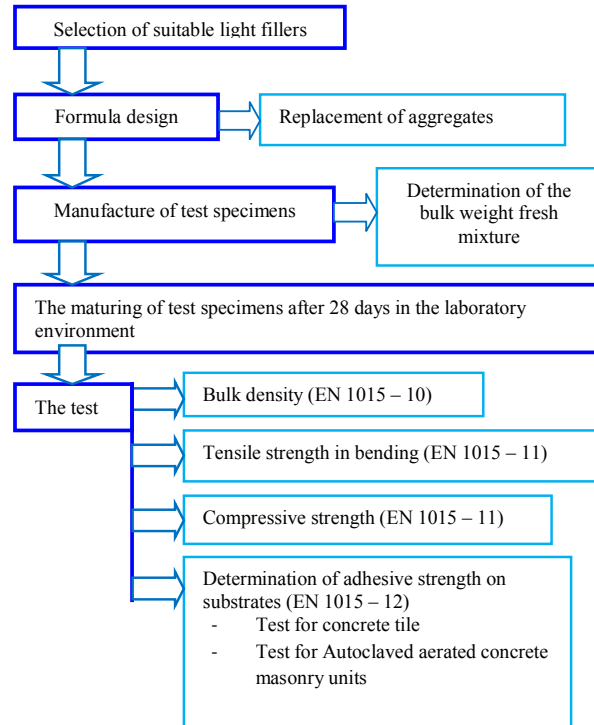 Selection of suitable light fillers
Formula design
Replacement of aggregates
Manufacture of test specimens
Determination of the
bulk weight fresh
mixture
The maturing of test specimens after 28 days in the laboratory
environment
The test
Bulk density (EN 1015 – 10)
Tensile strength in bending (EN 1015 – 11)
Compressive strength (EN 1015 – 11)
Determination of adhesive strength on
substrates (EN 1015 – 12)
- Test for concrete tile
- Test for Autoclaved aerated concrete
masonry units